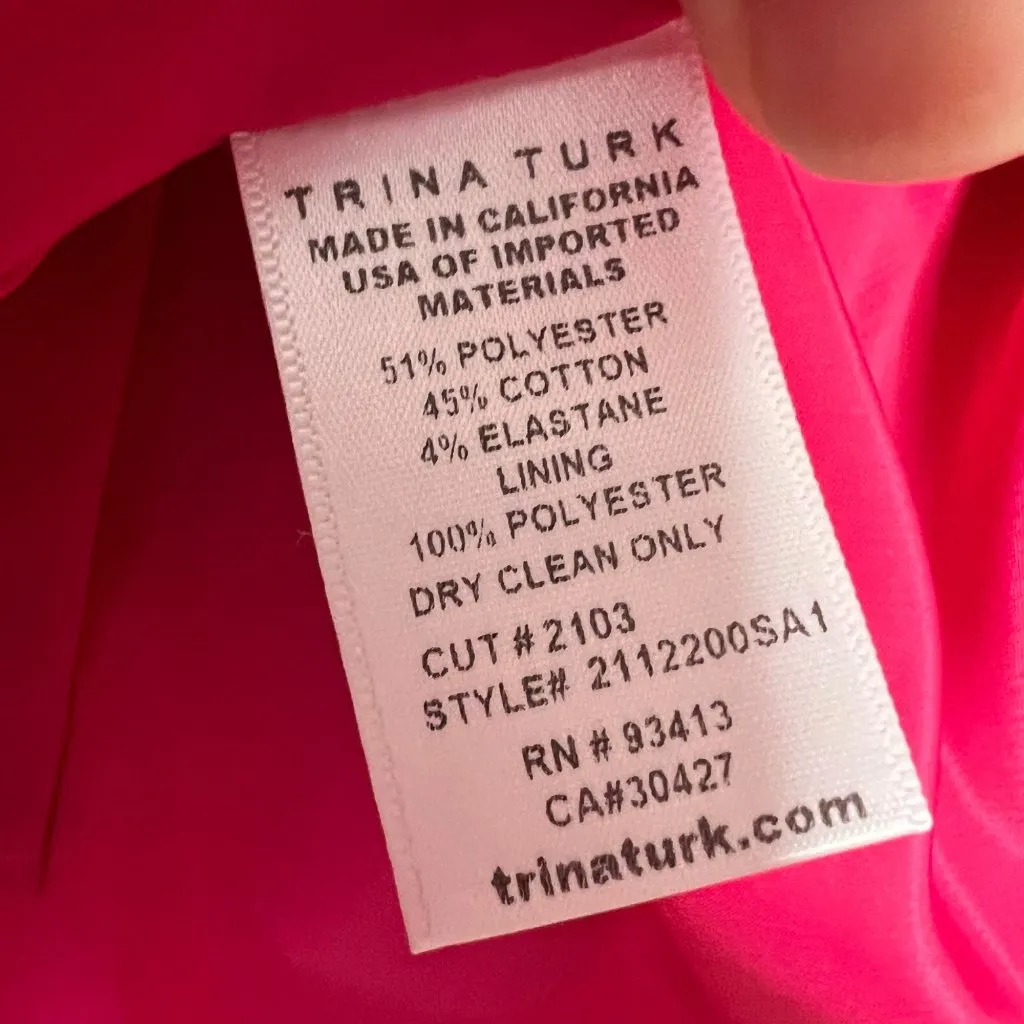 TRINA TURK
MADE IN CALIFORNIA
USA OF IMPORTED
MATERIALS
51% POLYESTER
45% COTTON
4% ELASTANE
LINING
100% POLYESTER
DRY CLEAN ONLY
CUT # 2103
STYLE# 2112200SA1
RN # 93413
CA#30427
trinaturk.com